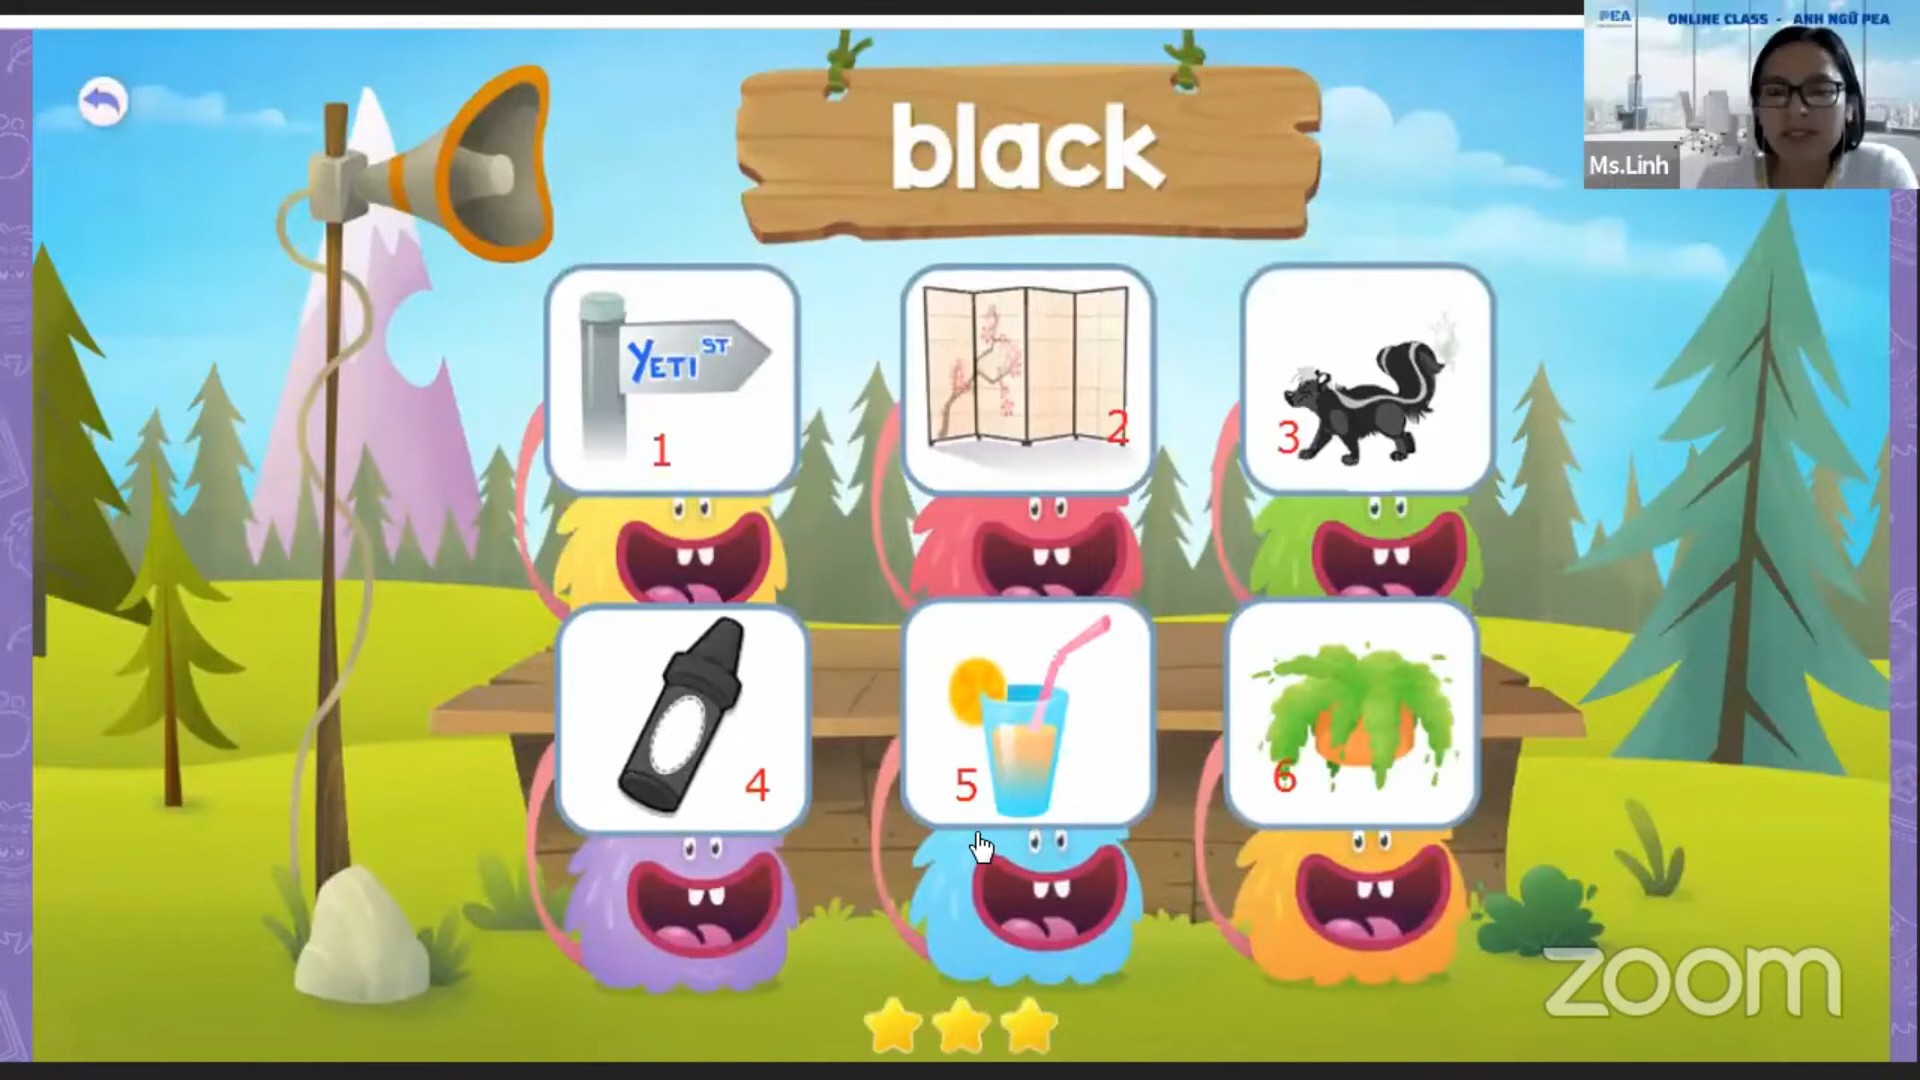 PEA
ONLINE CLASS - ANH NGỮ PEA
black
Ms.Linh
YETI ST
1
2
3
4
5
6
zoom